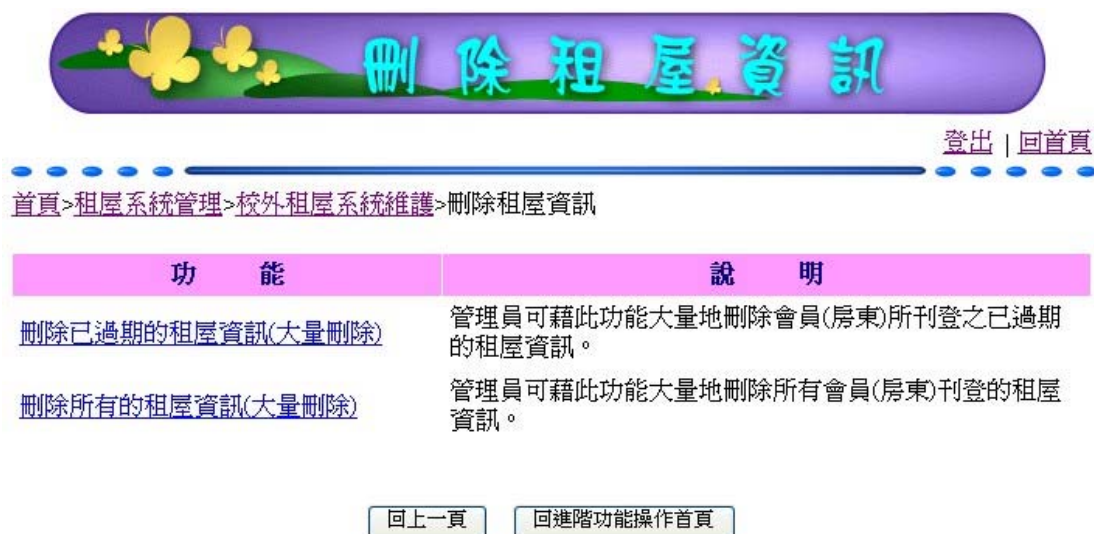 刪除租屋資訊
登出 | 回首頁
首頁>租屋系統管理>校外租屋系統維護>刪除租屋資訊
功 能 說 明
刪除已過期的租屋資訊(大量刪除) 管理員可藉此功能大量地刪除會員(房東)所刊登之已過期
的租屋資訊。
刪除所有的租屋資訊(大量刪除) 管理員可藉此功能大量地刪除所有會員(房東)刊登的租屋
資訊。
回上一頁 回進階功能操作首頁